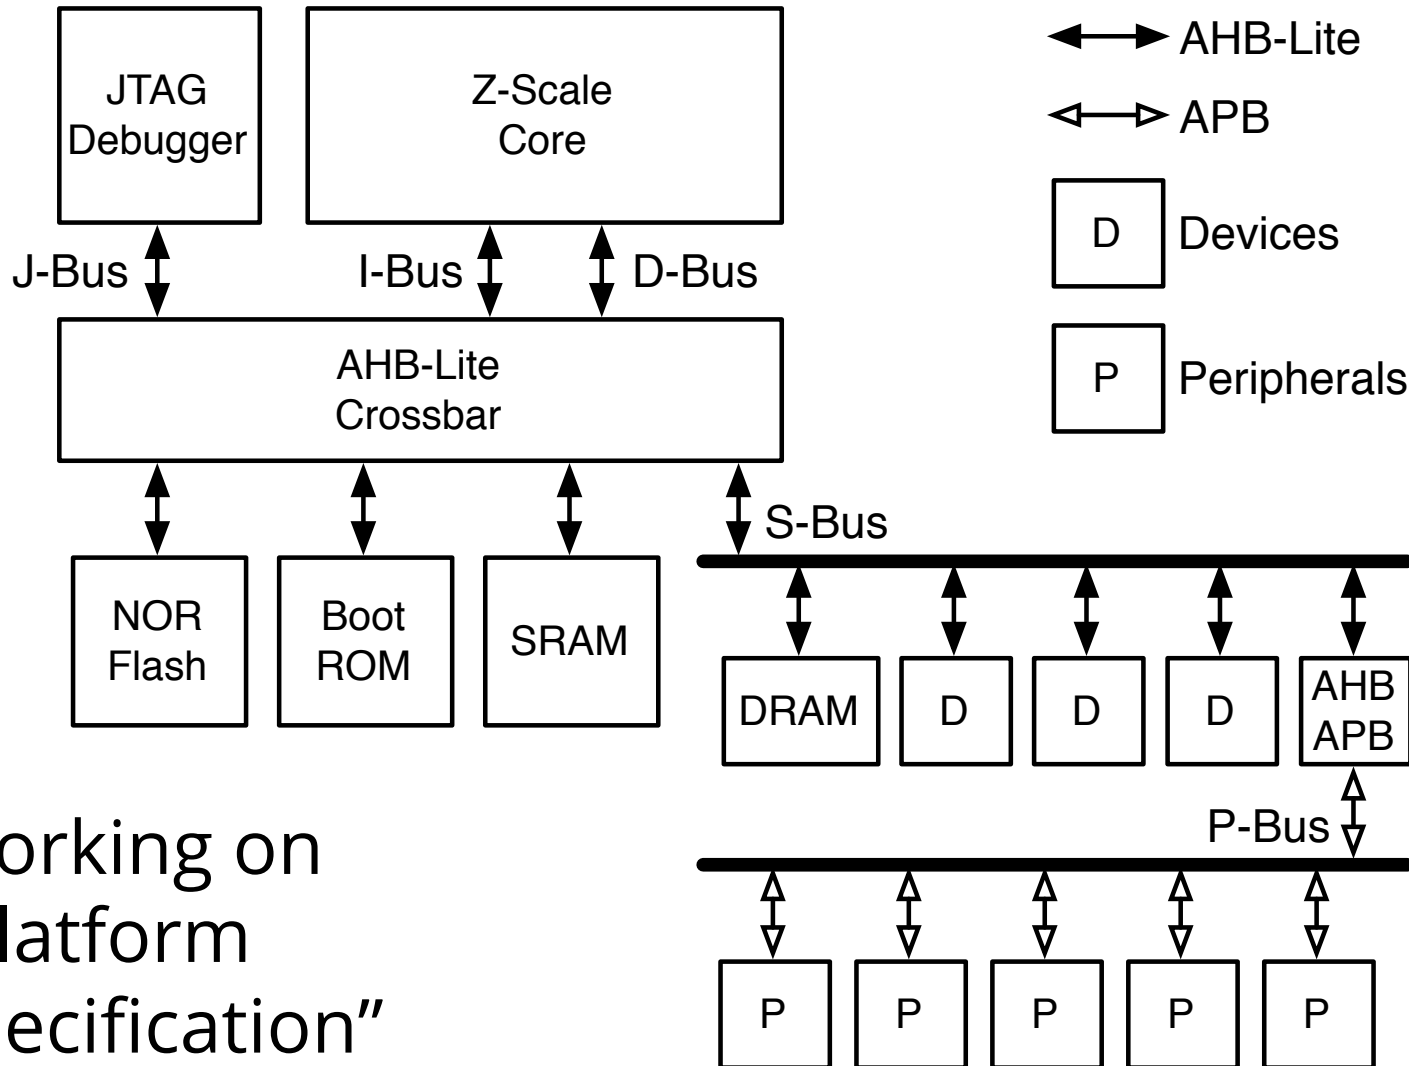 JTAG
Debugger
Z-Scale
Core
AHB-Lite
APB
D
Devices
P
Peripherals
J-Bus
I-Bus
D-Bus
AHB-Lite
Crossbar
S-Bus
NOR
Flash
Boot
ROM
SRAM
DRAM
D
D
D
AHB
APB
P-Bus
P
P
P
P
P
orking on
latform
ecification”